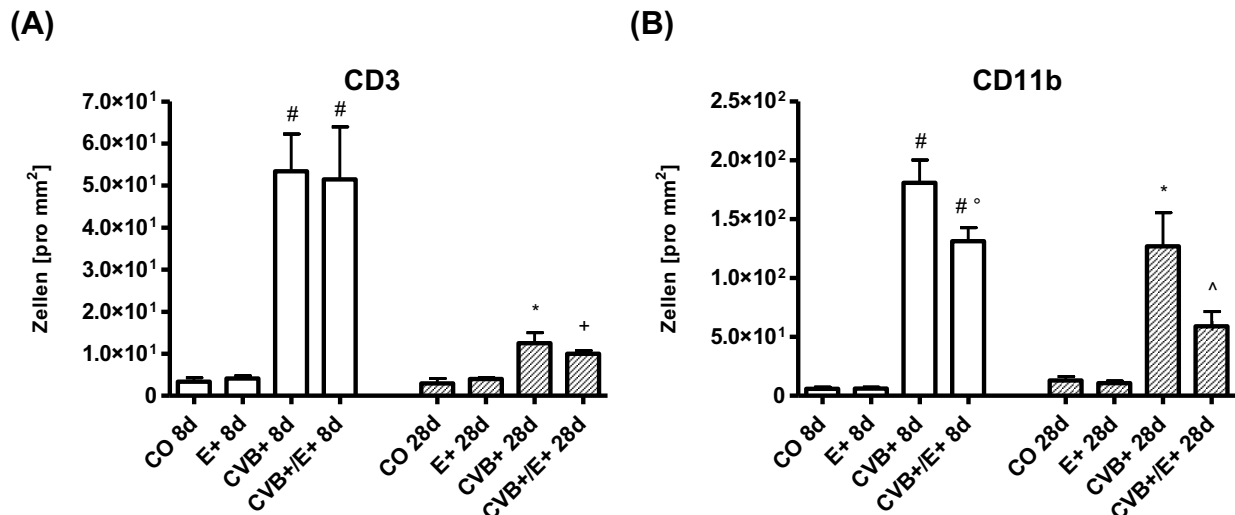 (A)
CD3
Zellen [pro mm²]
7.0×10¹
6.0×10¹
5.0×10¹
4.0×10¹
3.0×10¹
2.0×10¹
1.0×10¹
0
# #
* +
CO 8d
E+ 8d
CVB+ 8d
CVB+/E+ 8d
CO 28d
E+ 28d
CVB+ 28d
CVB+/E+ 28d
(B)
CD11b
Zellen [pro mm²]
2.5×10²
2.0×10²
1.5×10²
1.0×10²
5.0×10¹
0
#
# °
*
^
CO 8d
E+ 8d
CVB+ 8d
CVB+/E+ 8d
CO 28d
E+ 28d
CVB+ 28d
CVB+/E+ 28d